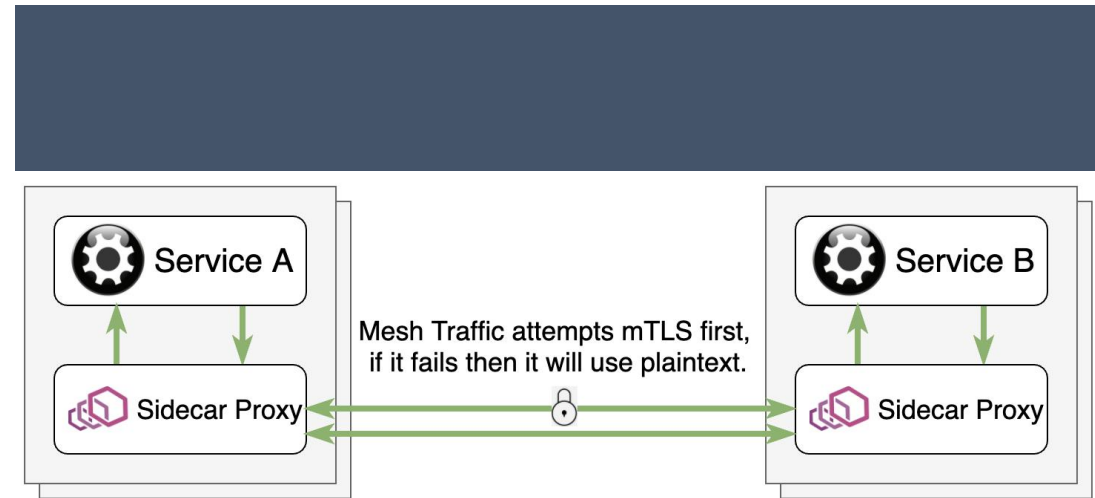 Service A
Service B
Mesh Traffic attempts mTLS first,
if it fails then it will use plaintext.
Sidecar Proxy
Sidecar Proxy